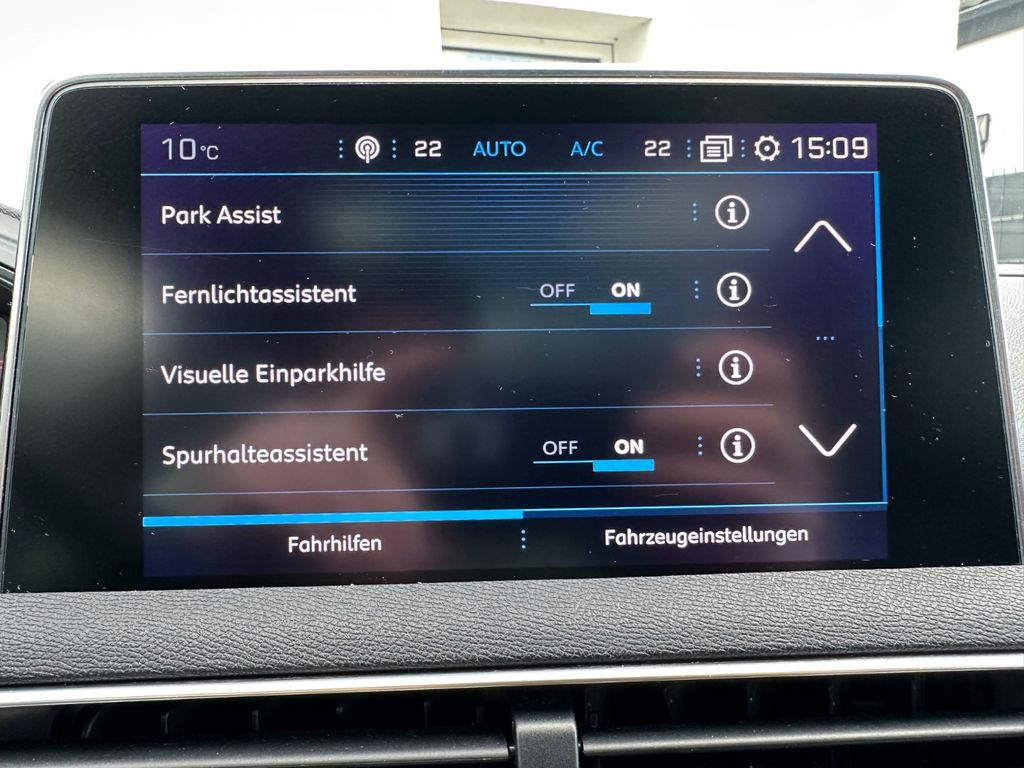 10°C 22 AUTO A/C 22 15:09
Park Assist
Fernlichtassistent OFF ON
Visuelle Einparkhilfe
Spurhalteassistent OFF ON
Fahrhilfen Fahrzeugeinstellungen